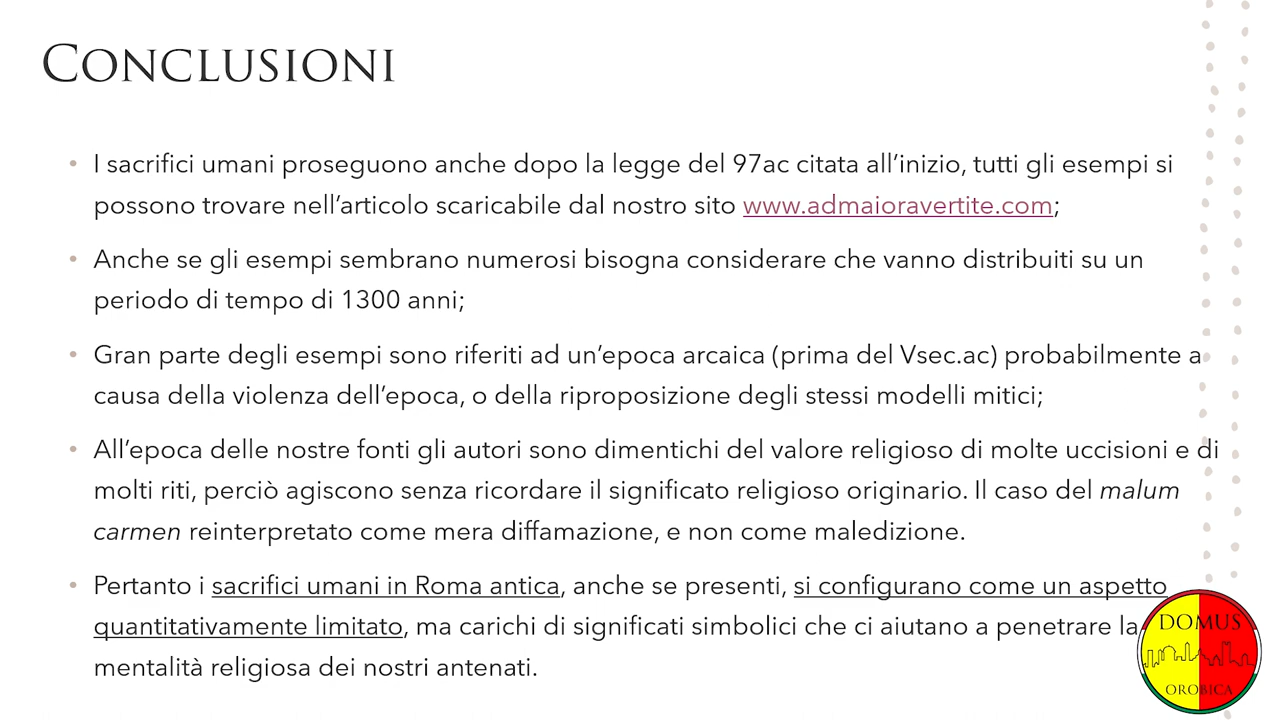 Conclusioni
• I sacrifici umani proseguono anche dopo la legge del 97ac citata all’inizio, tutti gli esempi si
possono trovare nell’articolo scaricabile dal nostro sito www.admaioravertite.com;
• Anche se gli esempi sembrano numerosi bisogna considerare che vanno distribuiti su un
periodo di tempo di 1300 anni;
• Gran parte degli esempi sono riferiti ad un’epoca arcaica (prima del Vsec.ac) probabilmente a
causa della violenza dell’epoca, o della riproposizione degli stessi modelli mitici;
• All’epoca delle nostre fonti gli autori sono dimentichi del valore religioso di molte uccisioni e di
molti riti, perciò agiscono senza ricordare il significato religioso originario. Il caso del malum
carmen reinterpretato come mera diffamazione, e non come maledizione.
• Pertanto i sacrifici umani in Roma antica, anche se presenti, si configurano come un aspetto
quantitativamente limitato, ma carichi di significati simbolici che ci aiutano a penetrare la
mentalità religiosa dei nostri antenati.
DOMUS
OROBICA